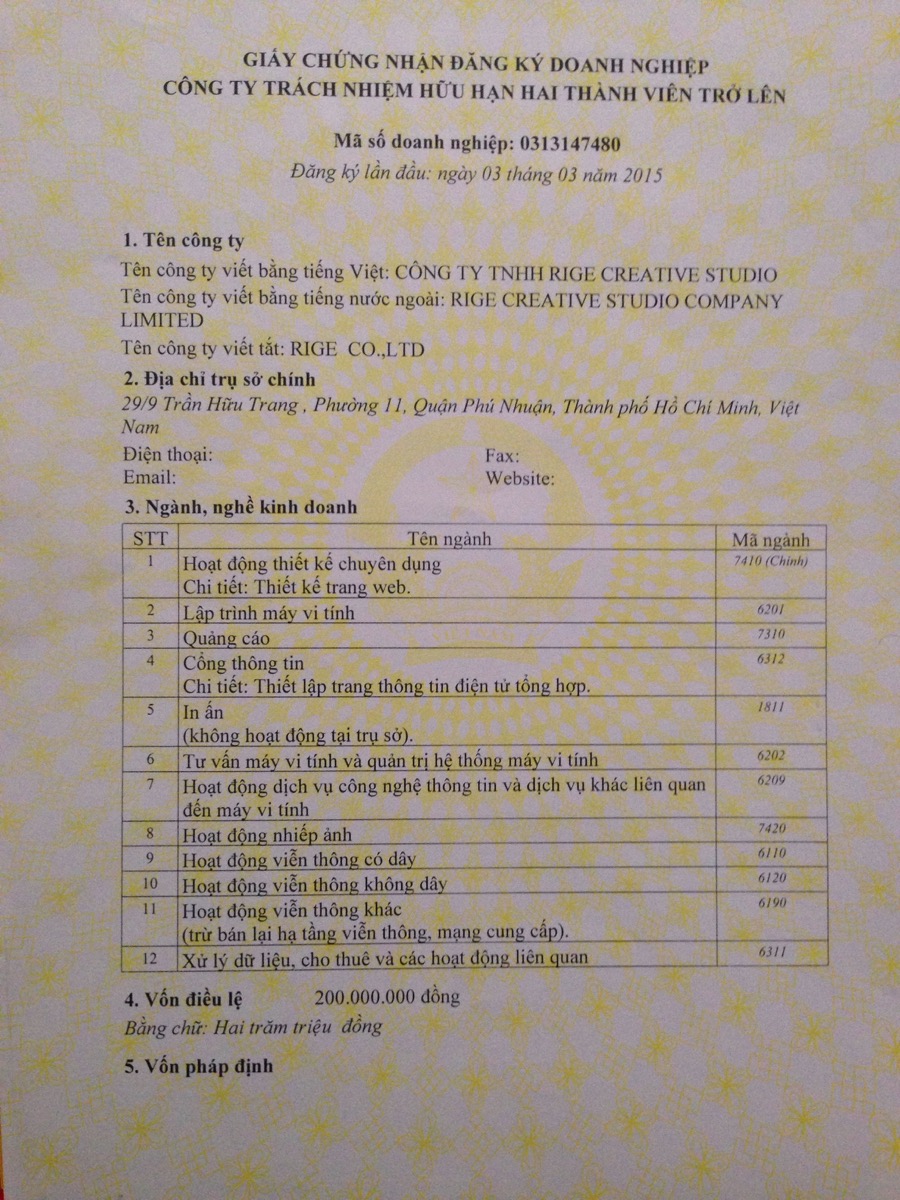 GIẤY CHỨNG NHẬN ĐĂNG KÝ DOANH NGHIỆP
CÔNG TY TRÁCH NHIỆM HỮU HẠN HAI THÀNH VIÊN TRỞ LÊN
Mã số doanh nghiệp: 0313147480
Đăng ký lần đầu: ngày 03 tháng 03 năm 2015
1. Tên công ty
Tên công ty viết bằng tiếng Việt: CÔNG TY TNHH RIGE CREATIVE STUDIO
Tên công ty viết bằng tiếng nước ngoài: RIGE CREATIVE STUDIO COMPANY
LIMITED
Tên công ty viết tắt: RIGE CO.,LTD
2. Địa chỉ trụ sở chính
29/9 Trần Hữu Trang , Phường 11, Quận Phú Nhuận, Thành phố Hồ Chí Minh, Việt
Nam
Điện thoại: Fax:
Email: Website:
3. Ngành, nghề kinh doanh
STT Tên ngành Mã ngành
1 Hoạt động thiết kế chuyên dụng 7410 (Chính)
Chi tiết: Thiết kế trang web.
2 Lập trình máy vi tính 6201
3 Quảng cáo 7310
4 Cổng thông tin 6312
Chi tiết: Thiết lập trang thông tin điện tử tổng hợp.
5 In ấn 1811
(không hoạt động tại trụ sở).
6 Tư vấn máy vi tính và quản trị hệ thống máy vi tính 6202
7 Hoạt động dịch vụ công nghệ thông tin và dịch vụ khác liên quan 6209
đến máy vi tính
8 Hoạt động nhiếp ảnh 7420
9 Hoạt động viễn thông có dây 6110
10 Hoạt động viễn thông không dây 6120
11 Hoạt động viễn thông khác 6190
(trừ bán lại hạ tầng viễn thông, mạng cung cấp).
12 Xử lý dữ liệu, cho thuê và các hoạt động liên quan 6311
4. Vốn điều lệ 200.000.000 đồng
Bằng chữ: Hai trăm triệu đồng
5. Vốn pháp định